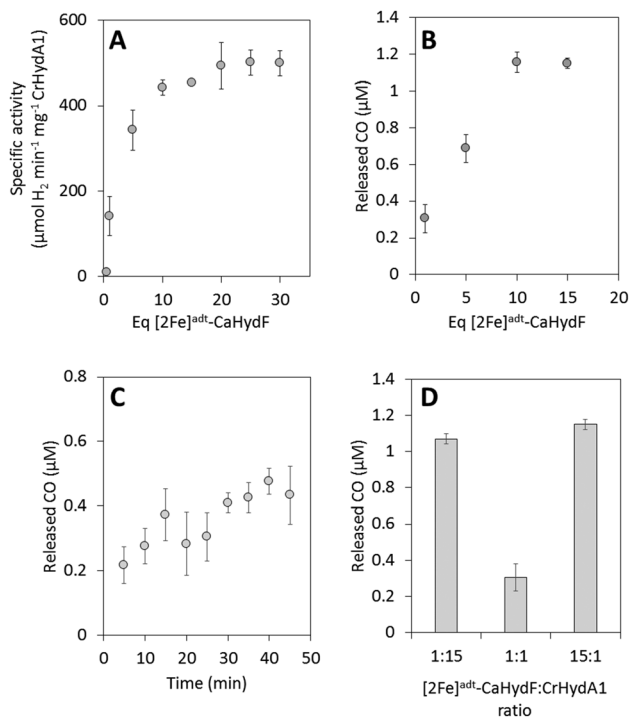 A
600
400
200
0
0 10 20 30
Specific activity
(µmol H₂ min⁻¹ mg⁻¹ CrHydA1)
Eq [2Fe]ᵃᵈᵗ-CaHydF
B
1.4
1.2
1
0.8
0.6
0.4
0.2
0
0 5 10 15 20
Released CO (µM)
Eq [2Fe]ᵃᵈᵗ-CaHydF
C
0.8
0.6
0.4
0.2
0
0 10 20 30 40 50
Released CO (µM)
Time (min)
D
1.4
1.2
1
0.8
0.6
0.4
0.2
0
1:15 1:1 15:1
Released CO (µM)
[2Fe]ᵃᵈᵗ-CaHydF:CrHydA1
ratio